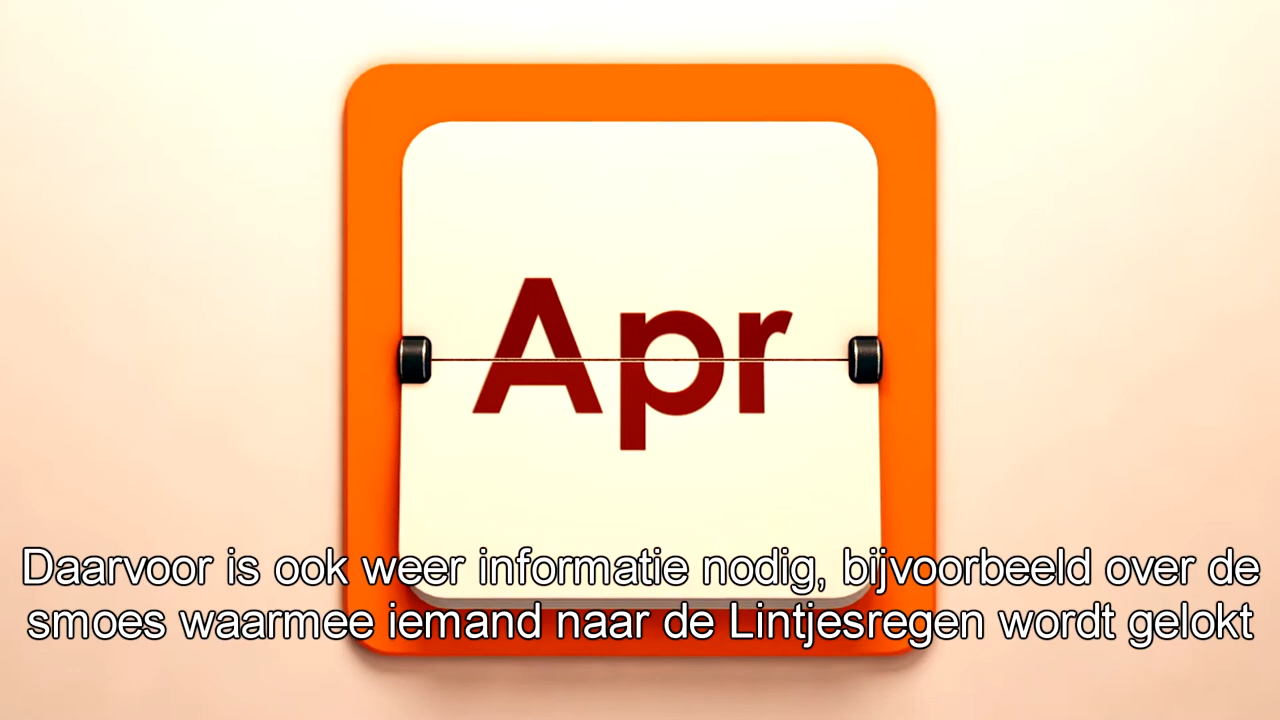 Apr
Daarvoor is ook weer informatie nodig, bijvoorbeeld over de
smoes waarmee iemand naar de Lintjesregen wordt gelokt